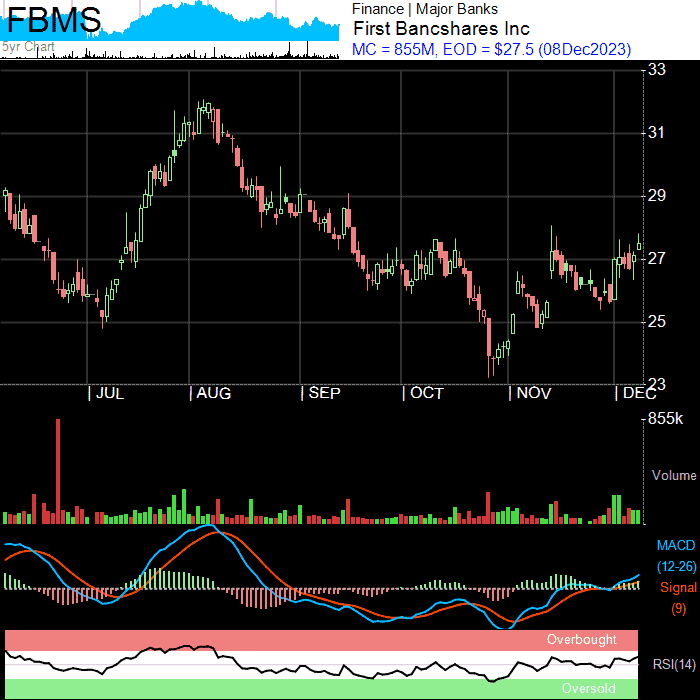 FBMS
5yr Chart
Finance | Major Banks
First Bancshares Inc
MC = 855M, EOD = $27.5 (08Dec2023)
33
31
29
27
25
23
| JUL | AUG | SEP | OCT | NOV | DEC
855k
Volume
MACD
(12-26)
Signal
(9)
Overbought
RSI(14)
Oversold